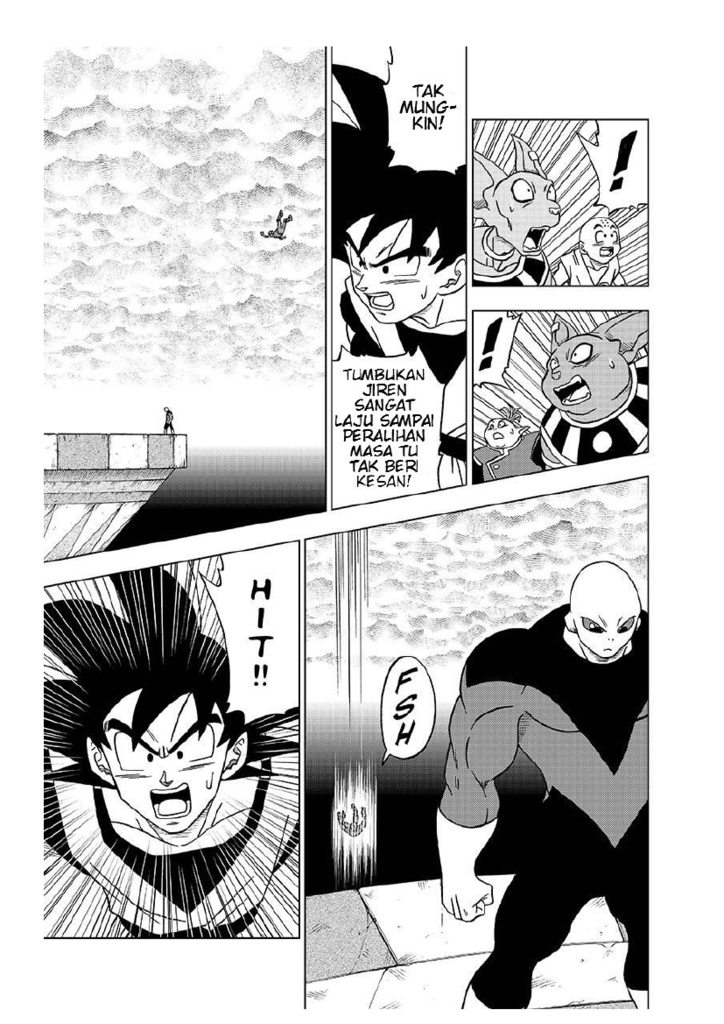 TAK
MUNG-
KIN!
TUMBUKAN
JIREN
SANGAT
LAJU SAMPAI
PERALIHAN
MASA TU
TAK BERI
KESAN!
!
!
HIT!!
FSH